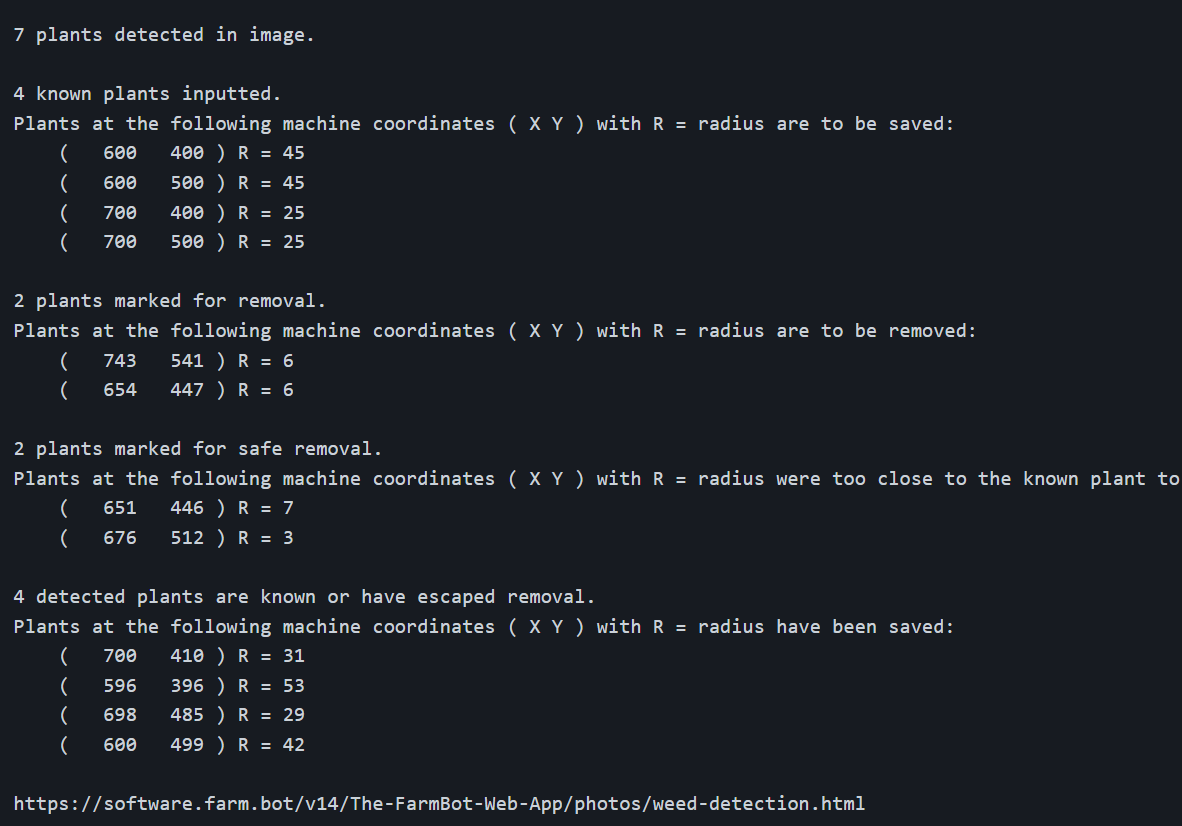 7 plants detected in image.
4 known plants inputted.
Plants at the following machine coordinates ( X Y ) with R = radius are to be saved:
(   600   400 ) R = 45
(   600   500 ) R = 45
(   700   400 ) R = 25
(   700   500 ) R = 25
2 plants marked for removal.
Plants at the following machine coordinates ( X Y ) with R = radius are to be removed:
(   743   541 ) R = 6
(   654   447 ) R = 6
2 plants marked for safe removal.
Plants at the following machine coordinates ( X Y ) with R = radius were too close to the known plant to
(   651   446 ) R = 7
(   676   512 ) R = 3
4 detected plants are known or have escaped removal.
Plants at the following machine coordinates ( X Y ) with R = radius have been saved:
(   700   410 ) R = 31
(   596   396 ) R = 53
(   698   485 ) R = 29
(   600   499 ) R = 42
https://software.farm.bot/v14/The-FarmBot-Web-App/photos/weed-detection.html